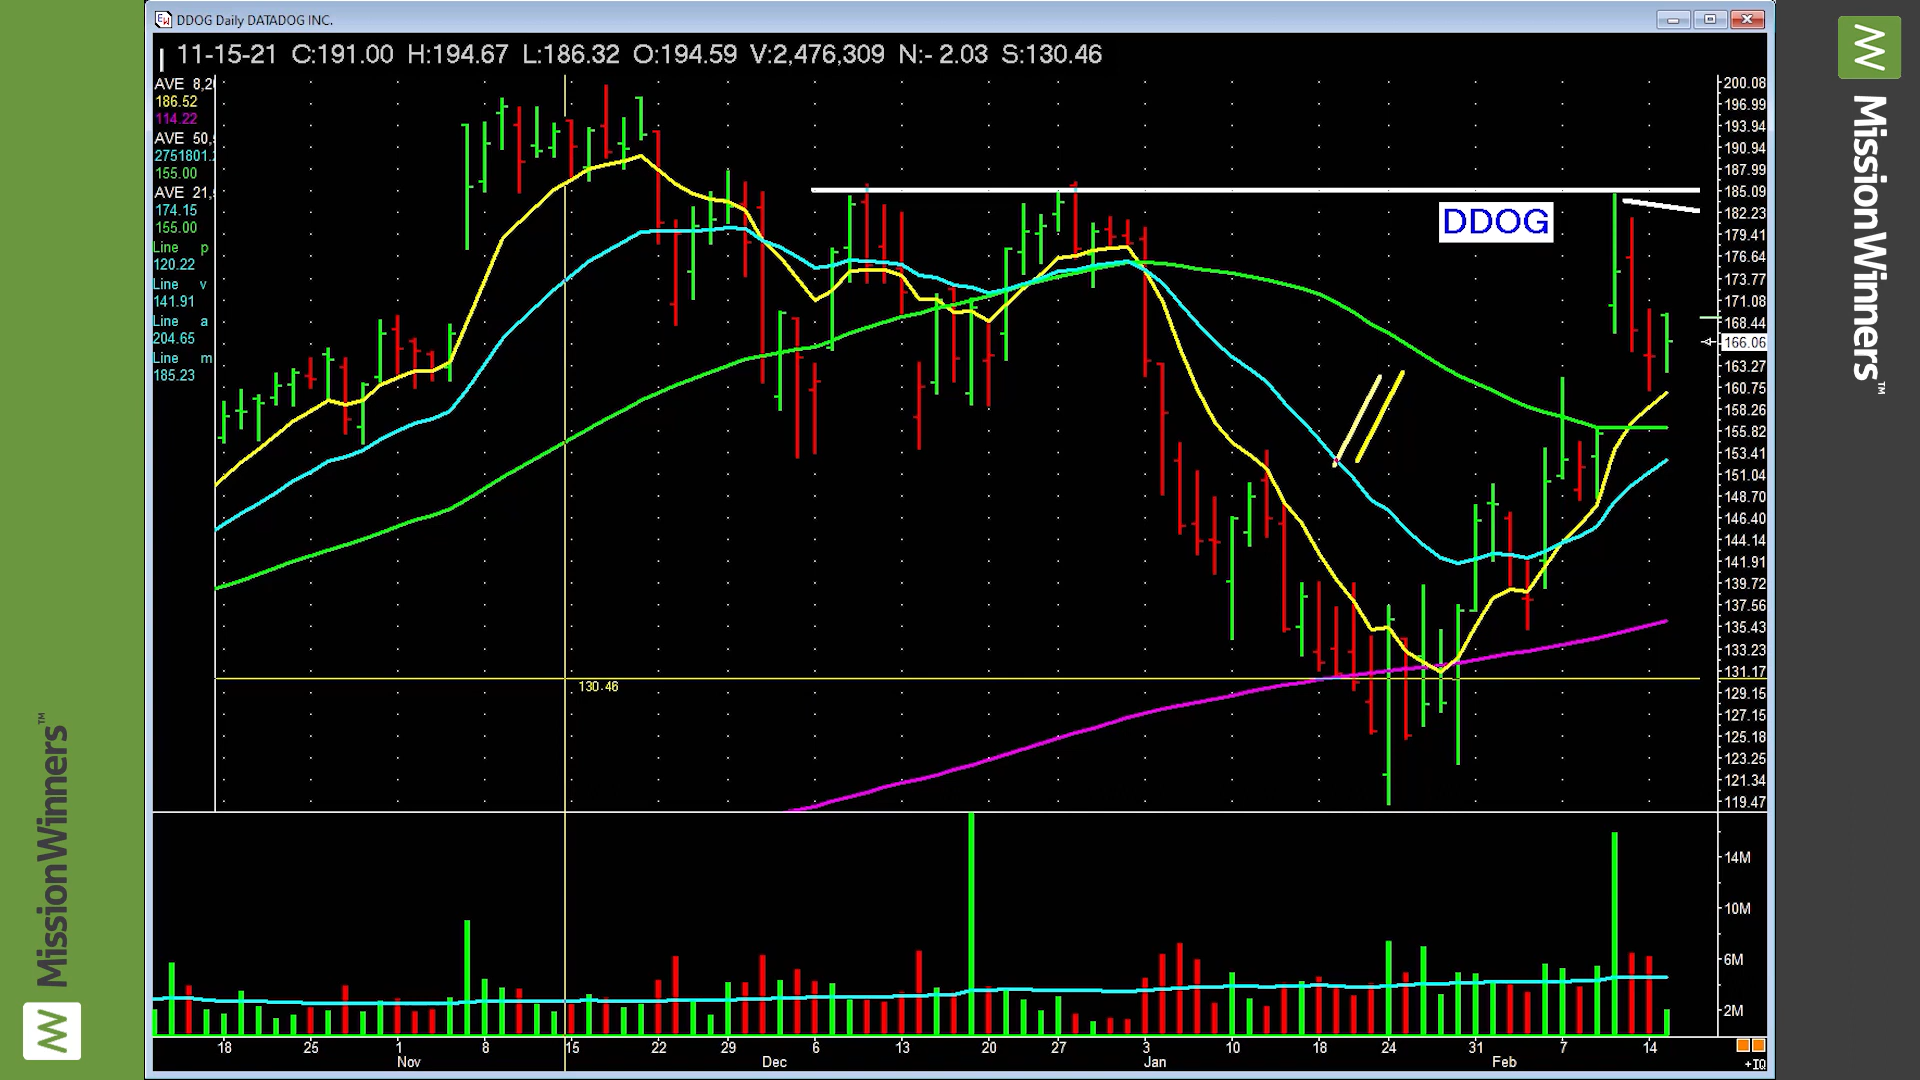 DDOG Daily DATADOG INC.
11-15-21 C:191.00 H:194.67 L:186.32 O:194.59 V:2,476,309 N:- 2.03 S:130.46
AVE 8,2
186.52
114.22
AVE 50,
2751801.
155.00
AVE 21,
174.15
155.00
Line p
120.22
Line v
141.91
Line a
204.65
Line m
185.23
DDOG
130.46
200.08
196.99
193.94
190.94
187.99
185.09
182.23
179.41
176.64
173.77
171.08
168.44
166.06
163.27
160.75
158.26
155.82
153.41
151.04
148.70
146.40
144.14
141.91
139.72
137.56
135.43
133.23
131.17
129.15
127.15
125.18
123.25
121.34
119.47
14M
10M
6M
2M
18 25 1 8 15 22 29 6 13 20 27 3 10 18 24 31 7 14
Nov Dec Jan Feb
+IQ
MissionWinners™
MissionWinners™